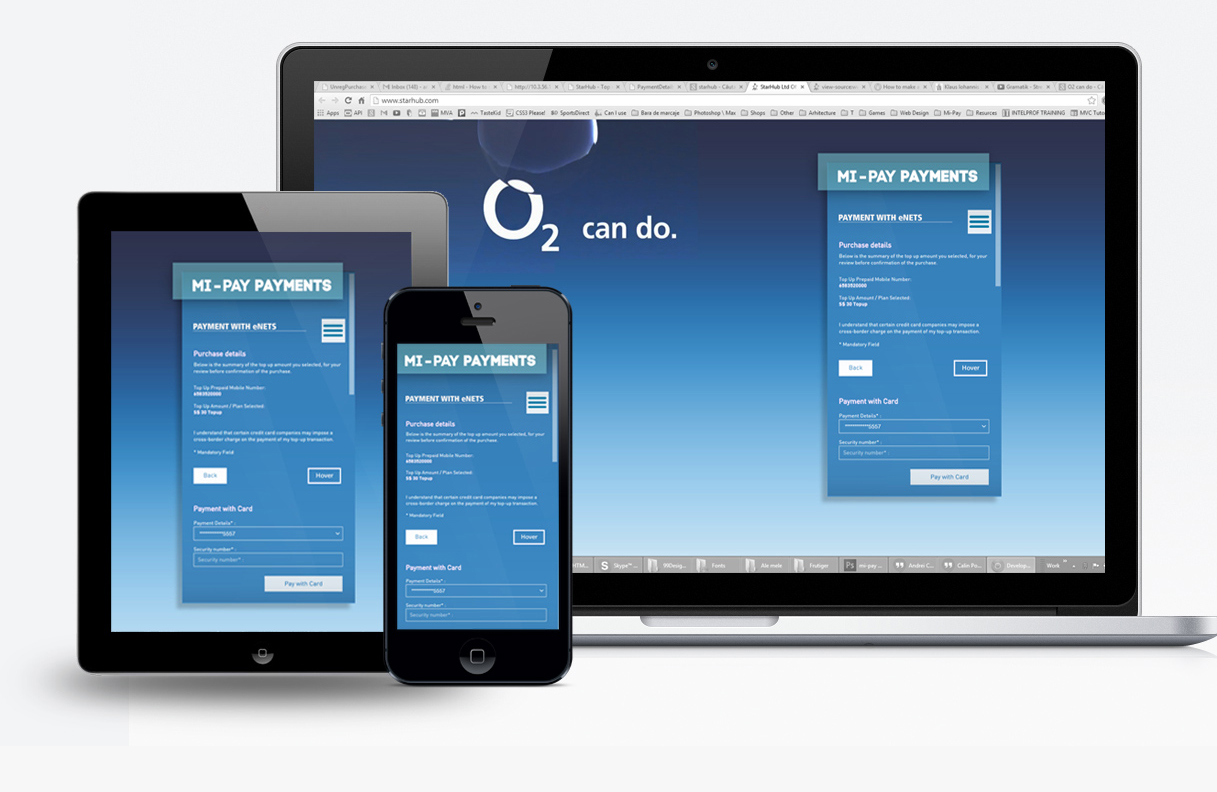 UnregPurchas
Inbox (148) - a
html - How to
http://10.3.56.
StarHub - Top
PaymentDetail
starhub - Căuta
StarHub Ltd O
view-source:w
How to make a
Klaus Iohannis
Gramatik - Stre
O2 can do - C
www.starhub.com
Apps
API
MVA
TasteKid
CSS3 Please!
SportsDirect
Can I use
Bara de marcaje
Photoshop \ Max
Shops
Other
Arhitecture
T
Games
Web Design
Mi-Pay
Resurces
INTELPROF TRAINING
MVC Tuto
O2 can do.
MI-PAY PAYMENTS
PAYMENT WITH eNETS
Purchase details
Below is the summary of the top up amount you selected, for your
review before confirmation of the purchase.
Top Up Prepaid Mobile Number:
6583520000
Top Up Amount / Plan Selected:
S$ 30 Topup
I understand that certain credit card companies may impose a
cross-border charge on the payment of my top-up transaction.
* Mandatory Field
Back
Hover
Payment with Card
Payment Details* :
**********5557
Security number* :
Security number* :
Pay with Card
HTM...
Skype™ ...
99Desig...
Fonts
Ale mele
Frutiger
Ps mi-pay ...
Andrei C...
Calin Po...
Develop...
Work
MI-PAY PAYMENTS
PAYMENT WITH eNETS
Purchase details
Below is the summary of the top up amount you selected, for your
review before confirmation of the purchase.
Top Up Prepaid Mobile Number:
6583520000
Top Up Amount / Plan Selected:
S$ 30 Topup
I understand that certain credit card companies may impose a
cross-border charge on the payment of my top-up transaction.
* Mandatory Field
Back
Hover
Payment with Card
Payment Details* :
**********5557
Security number* :
Security number* :
Pay with Card
MI-PAY PAYMENTS
PAYMENT WITH eNETS
Purchase details
Below is the summary of the top up amount you selected, for your
review before confirmation of the purchase.
Top Up Prepaid Mobile Number:
6583520000
Top Up Amount / Plan Selected:
S$ 30 Topup
I understand that certain credit card companies may impose a
cross-border charge on the payment of my top-up transaction.
* Mandatory Field
Back
Hover
Payment with Card
Payment Details* :
**********5557
Security number* :
Security number* :